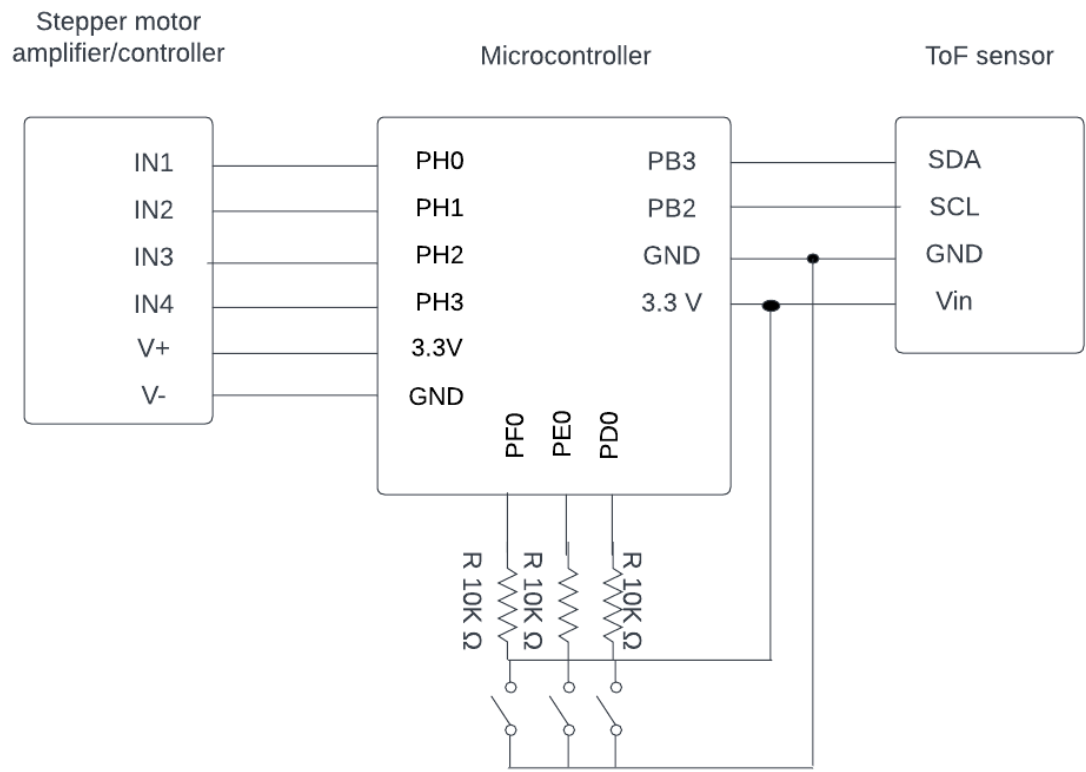 Stepper motor
amplifier/controller
Microcontroller
ToF sensor
IN1
IN2
IN3
IN4
V+
V-
PH0
PH1
PH2
PH3
3.3V
GND
PF0
PE0
PD0
PB3
PB2
GND
3.3 V
SDA
SCL
GND
Vin
R 10K Ω
R 10K Ω
R 10K Ω